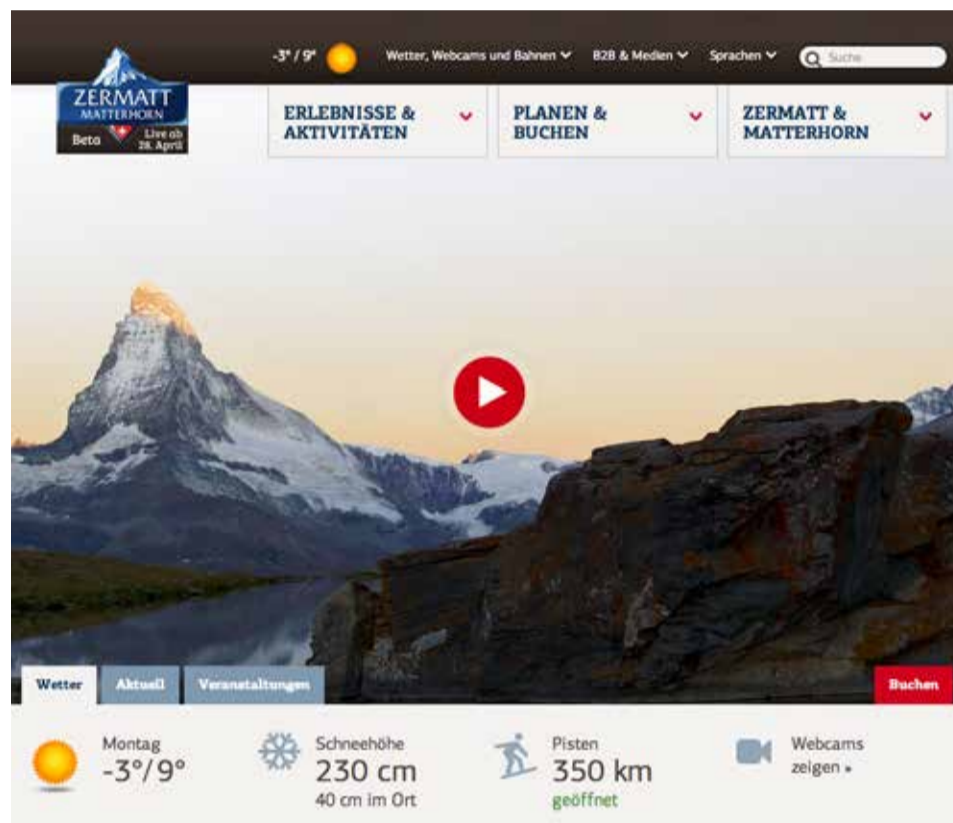 -3° / 9°
Wetter, Webcams und Bahnen
B2B & Medien
Sprachen
Suche
ZERMATT
MATTERHORN
Beta
Live ab
28. April
ERLEBNISSE &
AKTIVITÄTEN
PLANEN &
BUCHEN
ZERMATT &
MATTERHORN
Wetter
Aktuell
Veranstaltungen
Buchen
Montag
-3°/9°
Schneehöhe
230 cm
40 cm im Ort
Pisten
350 km
geöffnet
Webcams
zeigen »